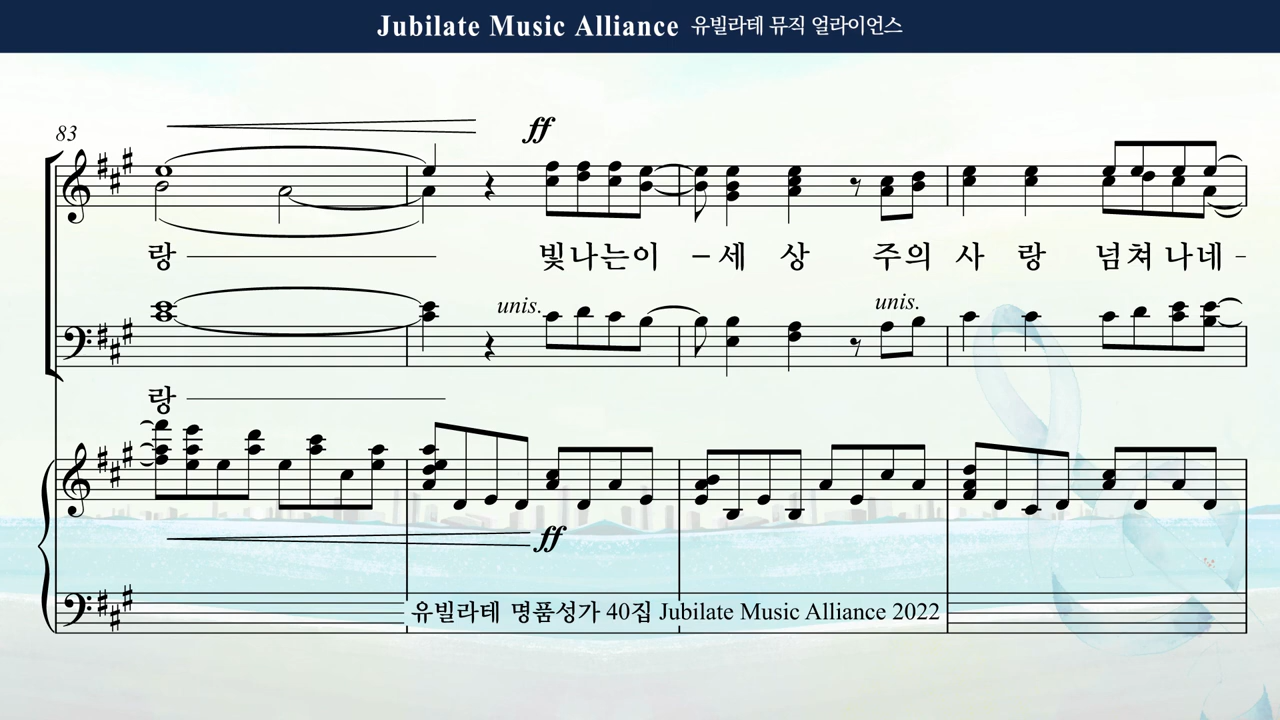 Jubilate Music Alliance 유빌라테 뮤직 얼라이언스
83
ff
랑 빛나는이 - 세 상 주의 사 랑 넘쳐 나네 -
unis. unis.
랑
ff
유빌라테 명품성가 40집 Jubilate Music Alliance 2022